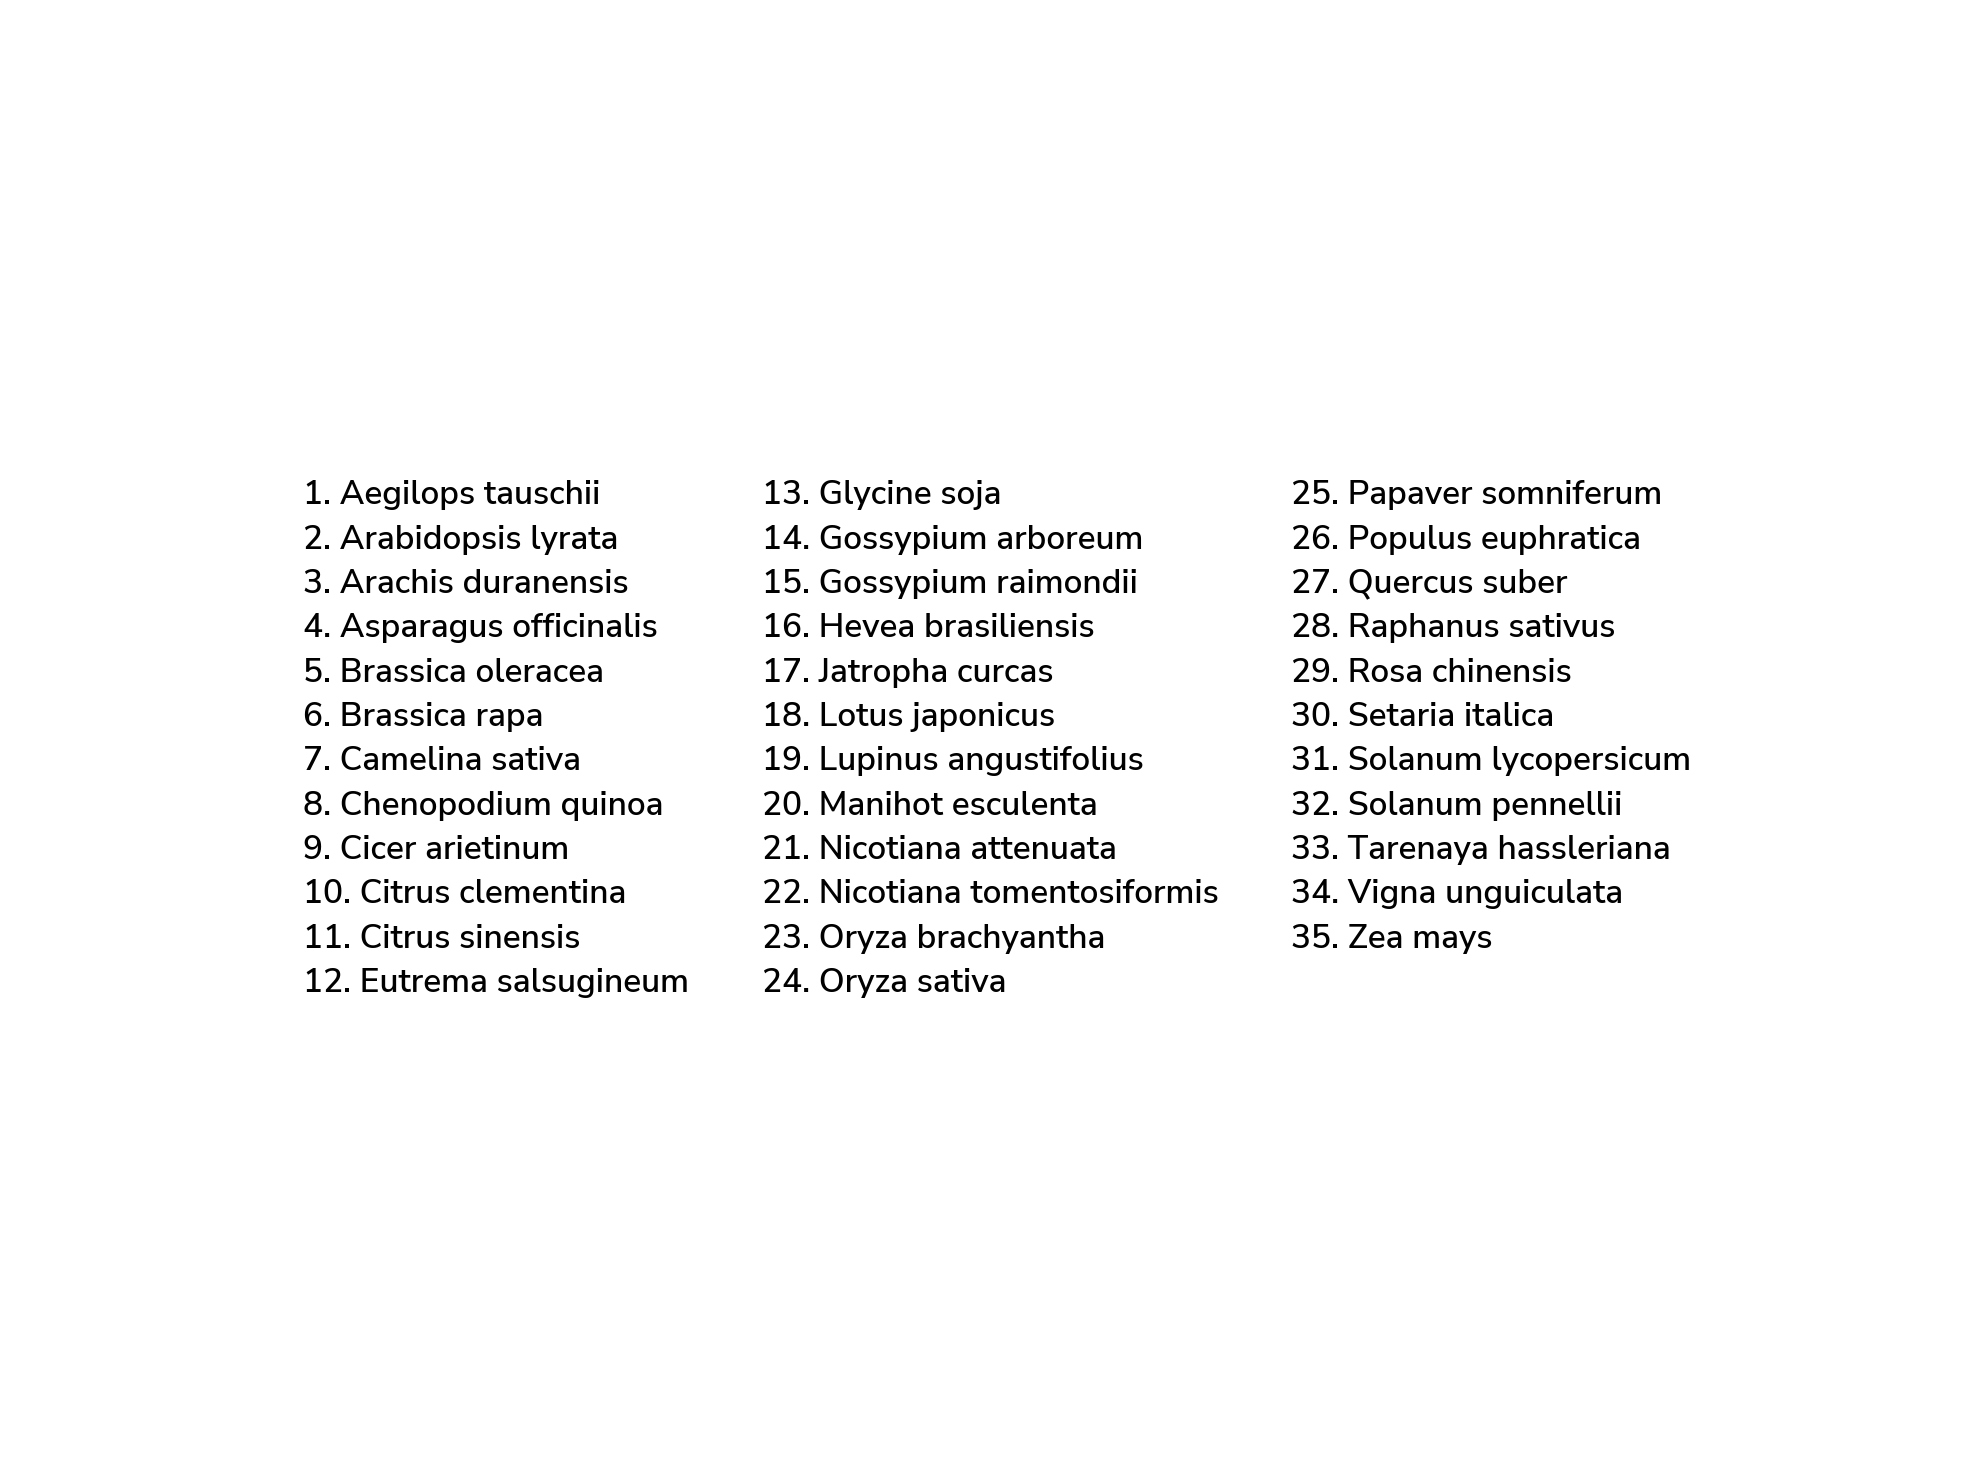 1. Aegilops tauschii
2. Arabidopsis lyrata
3. Arachis duranensis
4. Asparagus officinalis
5. Brassica oleracea
6. Brassica rapa
7. Camelina sativa
8. Chenopodium quinoa
9. Cicer arietinum
10. Citrus clementina
11. Citrus sinensis
12. Eutrema salsugineum
13. Glycine soja
14. Gossypium arboreum
15. Gossypium raimondii
16. Hevea brasiliensis
17. Jatropha curcas
18. Lotus japonicus
19. Lupinus angustifolius
20. Manihot esculenta
21. Nicotiana attenuata
22. Nicotiana tomentosiformis
23. Oryza brachyantha
24. Oryza sativa
25. Papaver somniferum
26. Populus euphratica
27. Quercus suber
28. Raphanus sativus
29. Rosa chinensis
30. Setaria italica
31. Solanum lycopersicum
32. Solanum pennellii
33. Tarenaya hassleriana
34. Vigna unguiculata
35. Zea mays